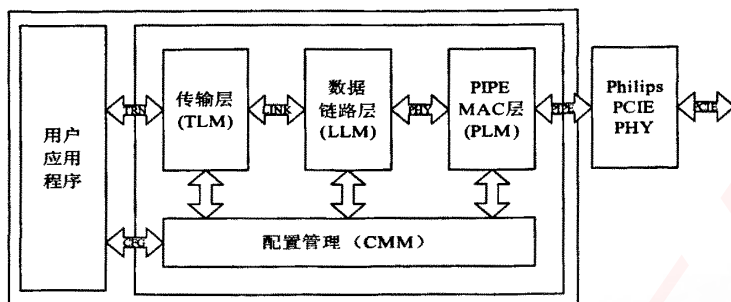 用户
应用
程序
TRN
传输层
(TLM)
LINK
数据
链路层
(LLM)
PHY
PIPE
MAC层
(PLM)
PIPE
Philips
PCIE
PHY
PCIE
CFG
配置管理（CMM）